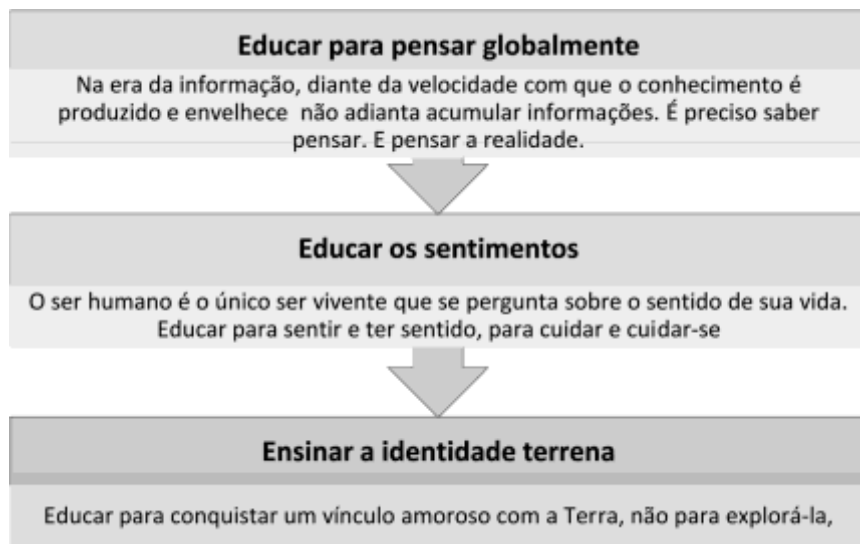 Educar para pensar globalmente
Na era da informação, diante da velocidade com que o conhecimento é
produzido e envelhece  não adianta acumular informações. É preciso saber
pensar. E pensar a realidade.
Educar os sentimentos
O ser humano é o único ser vivente que se pergunta sobre o sentido de sua vida.
Educar para sentir e ter sentido, para cuidar e cuidar-se
Ensinar a identidade terrena
Educar para conquistar um vínculo amoroso com a Terra, não para explorá-la,